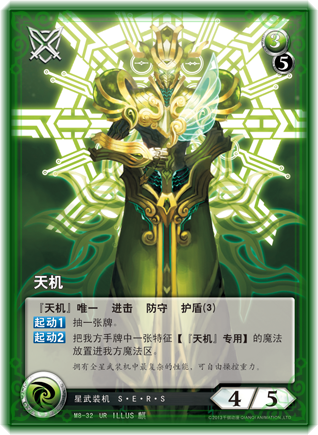 3
5
天机
『天机』唯一 进击 防守 护盾(3)
起动1 抽一张牌.
起动2 把我方手牌中一张特征【『天机』专用】的魔法
放置进我方魔法区.
拥有全星武装机中最复杂的性能, 可自由操控重力.
星武装机 S·E·R·S
4/5
M8-32 UR ILLUS